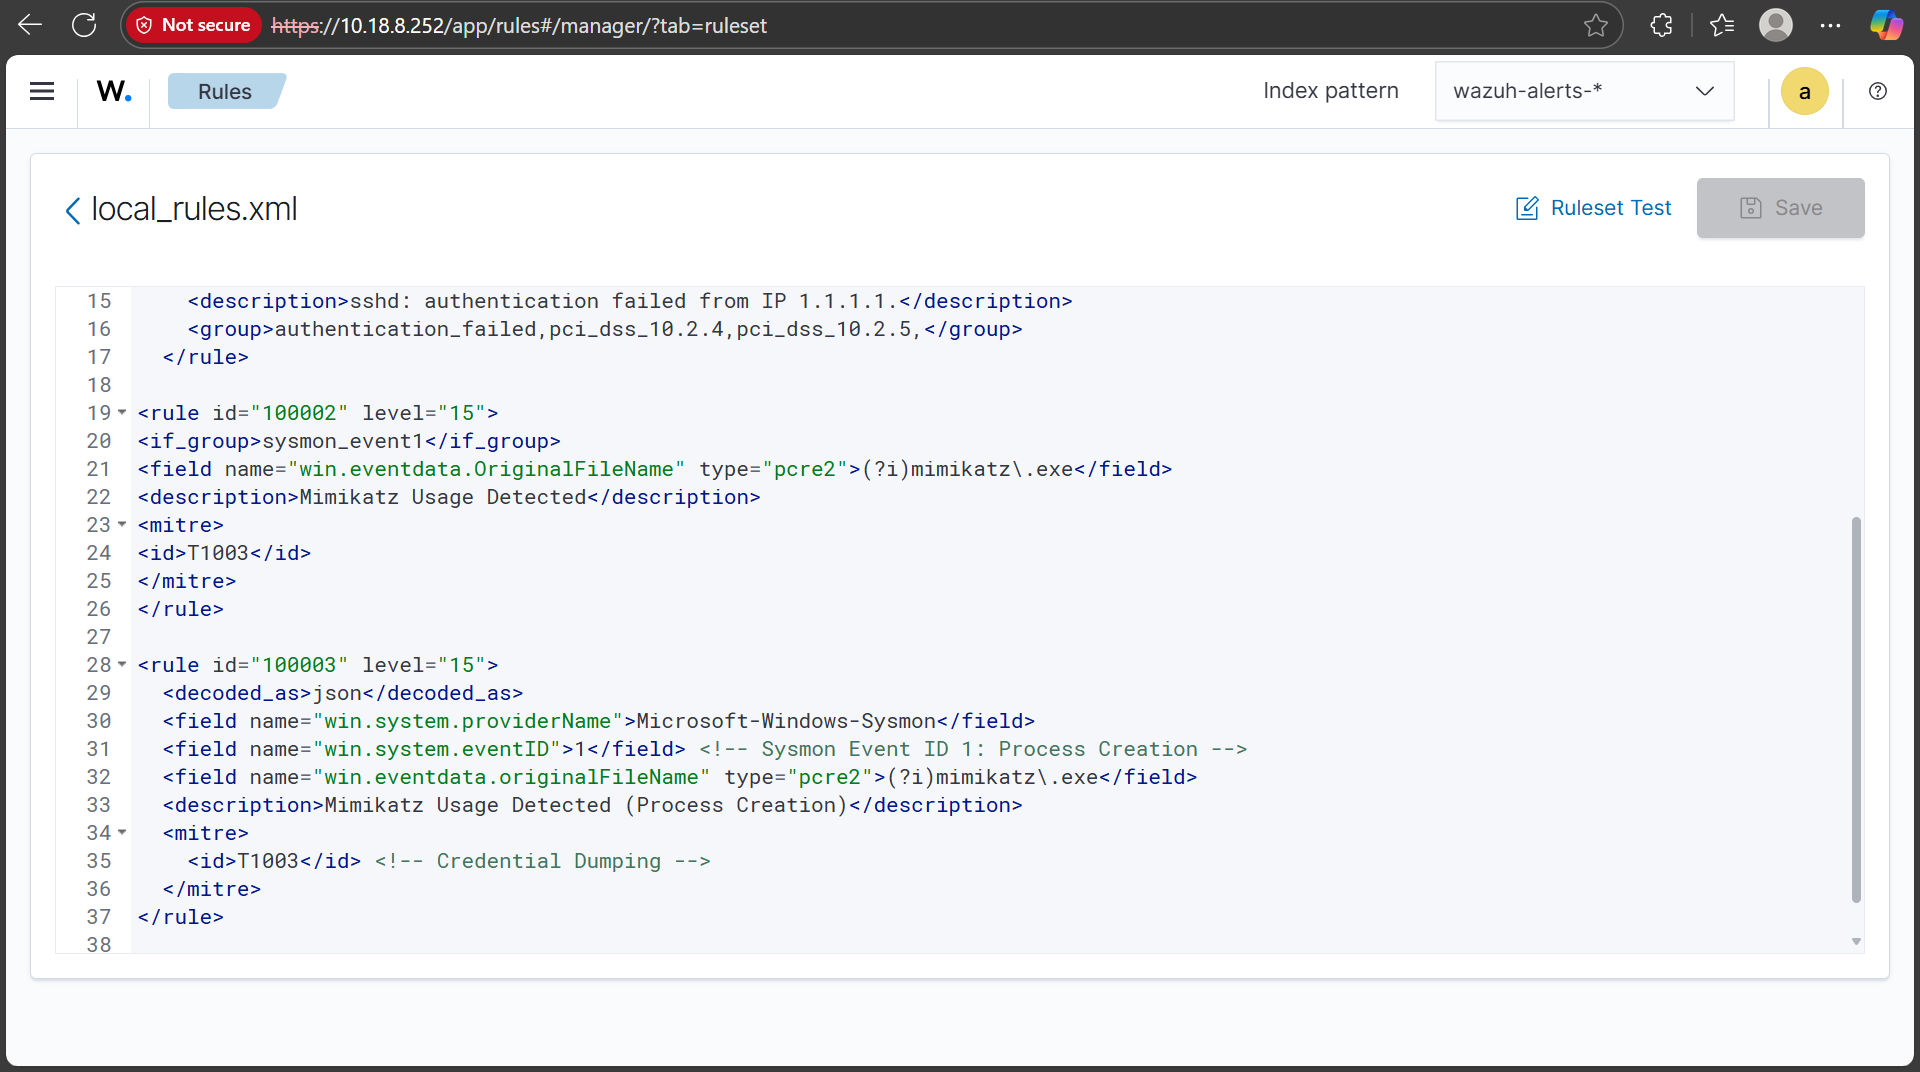 Not secure https://10.18.8.252/app/rules#/manager/?tab=ruleset
W. Rules Index pattern wazuh-alerts-* a
local_rules.xml Ruleset Test Save
15     <description>sshd: authentication failed from IP 1.1.1.1.</description>
16     <group>authentication_failed,pci_dss_10.2.4,pci_dss_10.2.5,</group>
17   </rule>
18
19 <rule id="100002" level="15">
20 <if_group>sysmon_event1</if_group>
21 <field name="win.eventdata.OriginalFileName" type="pcre2">(?i)mimikatz\.exe</field>
22 <description>Mimikatz Usage Detected</description>
23 <mitre>
24 <id>T1003</id>
25 </mitre>
26 </rule>
27
28 <rule id="100003" level="15">
29   <decoded_as>json</decoded_as>
30   <field name="win.system.providerName">Microsoft-Windows-Sysmon</field>
31   <field name="win.system.eventID">1</field> <!-- Sysmon Event ID 1: Process Creation -->
32   <field name="win.eventdata.originalFileName" type="pcre2">(?i)mimikatz\.exe</field>
33   <description>Mimikatz Usage Detected (Process Creation)</description>
34   <mitre>
35     <id>T1003</id> <!-- Credential Dumping -->
36   </mitre>
37 </rule>
38